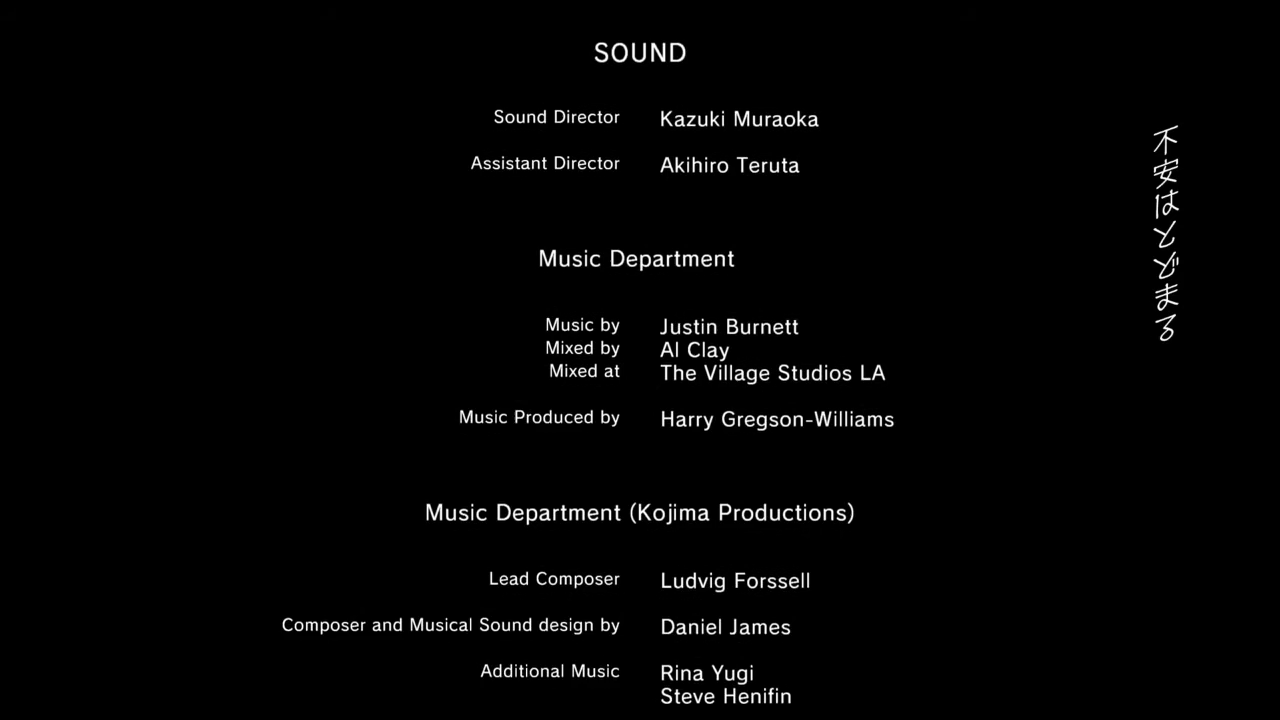 SOUND
Sound Director Kazuki Muraoka
Assistant Director Akihiro Teruta
Music Department
Music by Justin Burnett
Mixed by Al Clay
Mixed at The Village Studios LA
Music Produced by Harry Gregson-Williams
Music Department (Kojima Productions)
Lead Composer Ludvig Forssell
Composer and Musical Sound design by Daniel James
Additional Music Rina Yugi
Steve Henifin
不安はとどまる